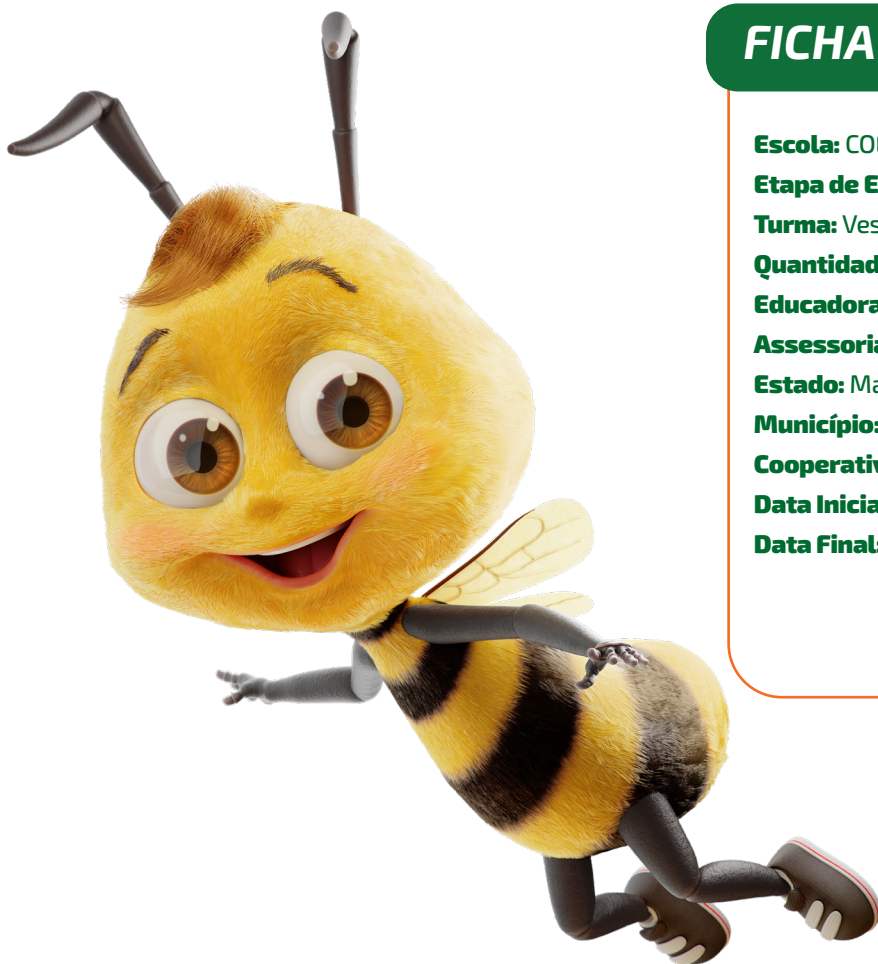 FICHA
Escola: CO
Etapa de E
Turma: Ves
Quantidad
Educadora
Assessoria
Estado: Ma
Município:
Cooperativ
Data Inicia
Data Final: